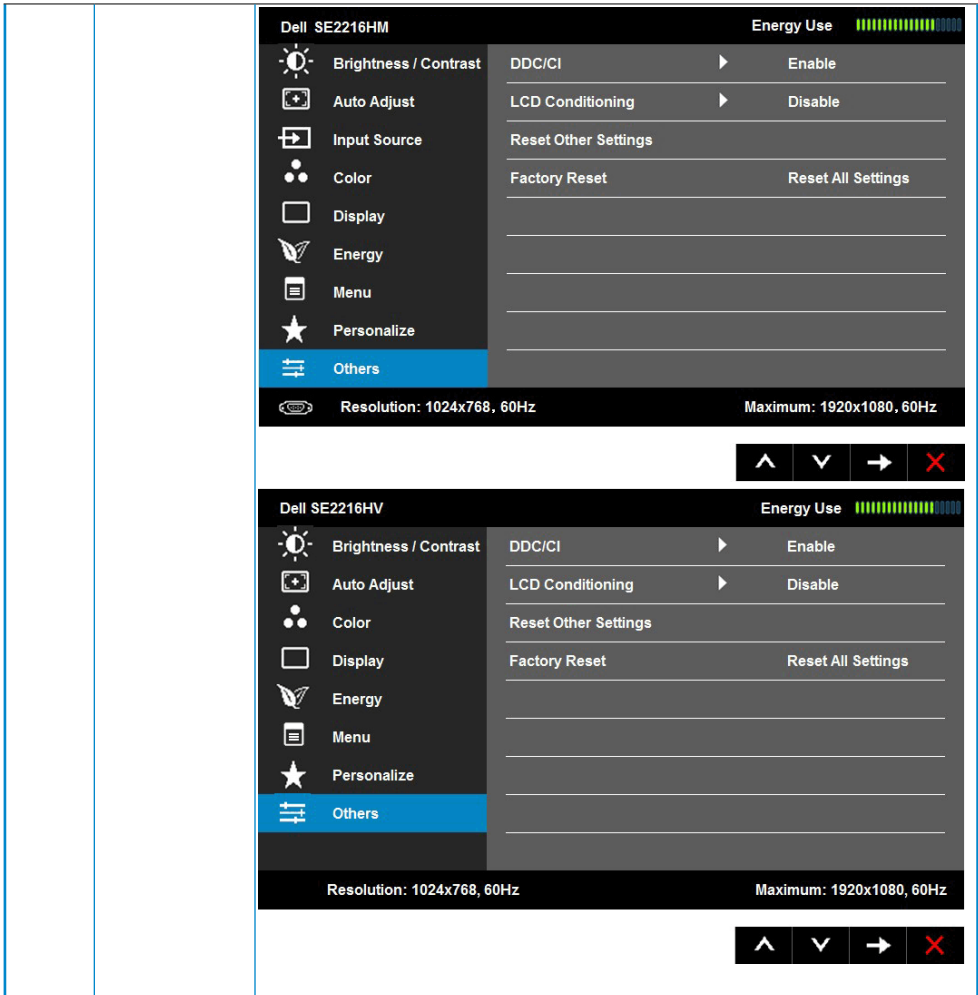 Dell SE2216HM Energy Use
Brightness / Contrast DDC/CI Enable
Auto Adjust LCD Conditioning Disable
Input Source Reset Other Settings
Color Factory Reset Reset All Settings
Display
Energy
Menu
Personalize
Others
Resolution: 1024x768, 60Hz Maximum: 1920x1080, 60Hz
Dell SE2216HV Energy Use
Brightness / Contrast DDC/CI Enable
Auto Adjust LCD Conditioning Disable
Color Reset Other Settings
Display Factory Reset Reset All Settings
Energy
Menu
Personalize
Others
Resolution: 1024x768, 60Hz Maximum: 1920x1080, 60Hz